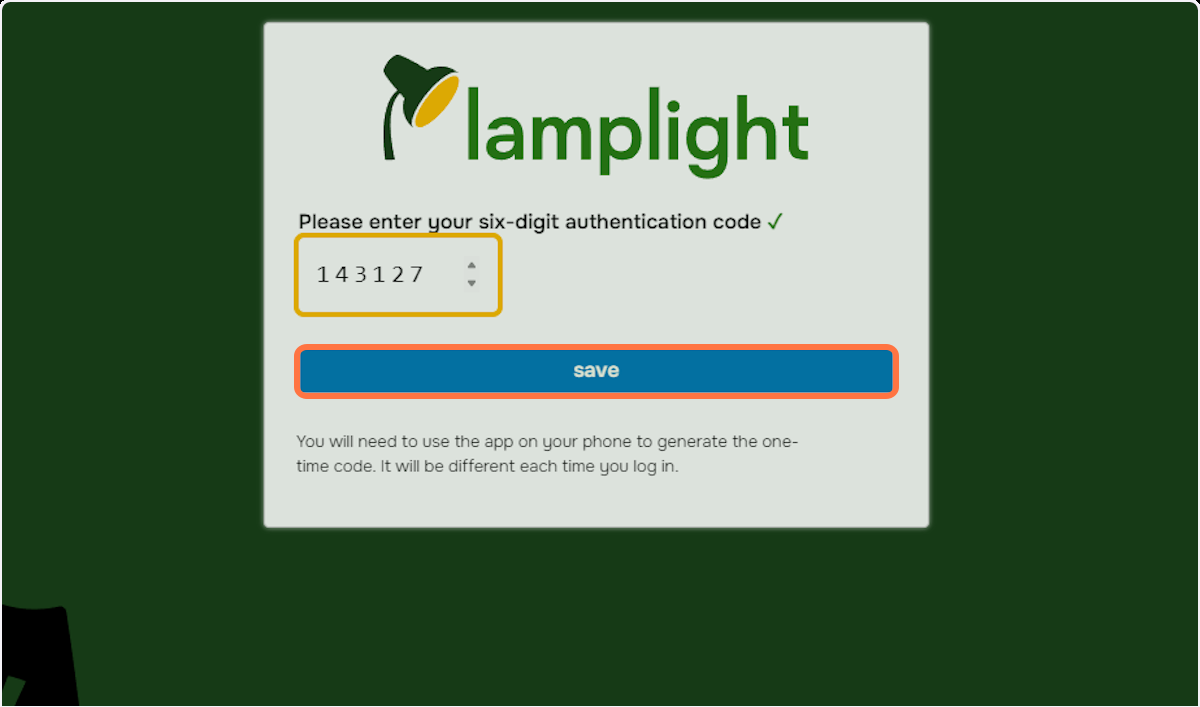 lamplight
Please enter your six-digit authentication code ✓
143127
save
You will need to use the app on your phone to generate the one-
time code. It will be different each time you log in.